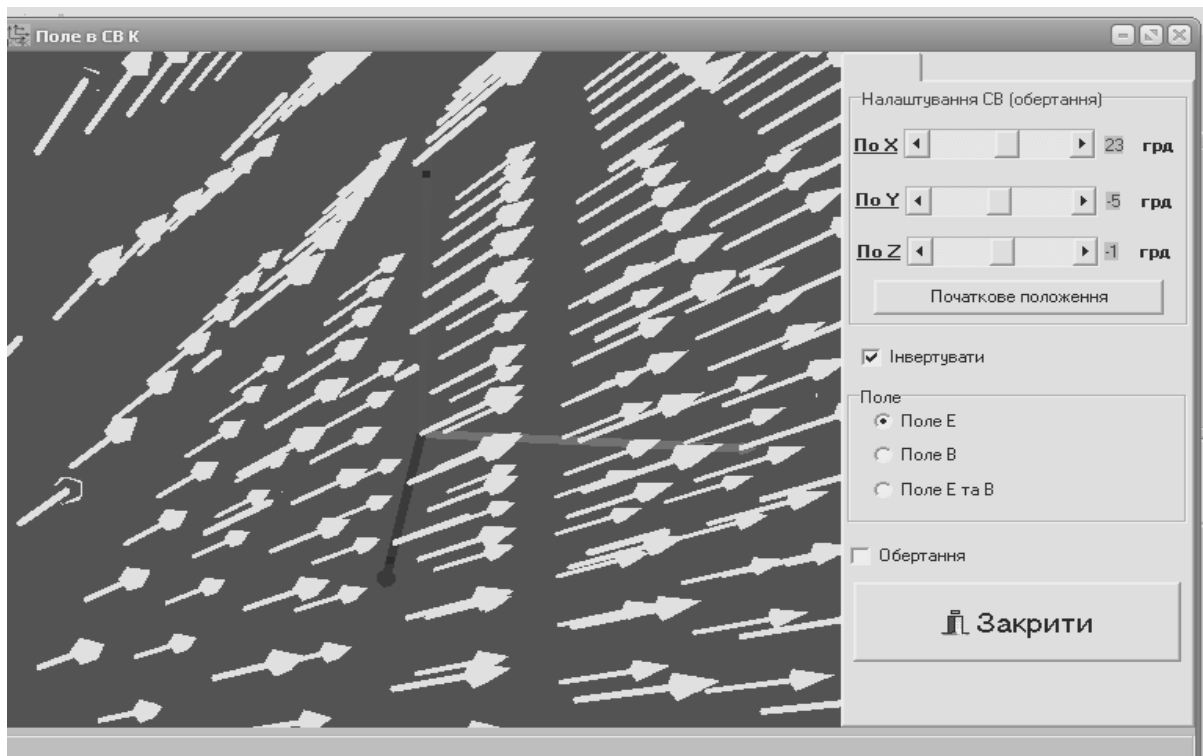 Поле в СВ К
Налаштування СВ (обертання)
По X 23 грд
По Y -5 грд
По Z -1 грд
Початкове положення
Інвертувати
Поле
Поле E
Поле B
Поле E та B
Обертання
Закрити